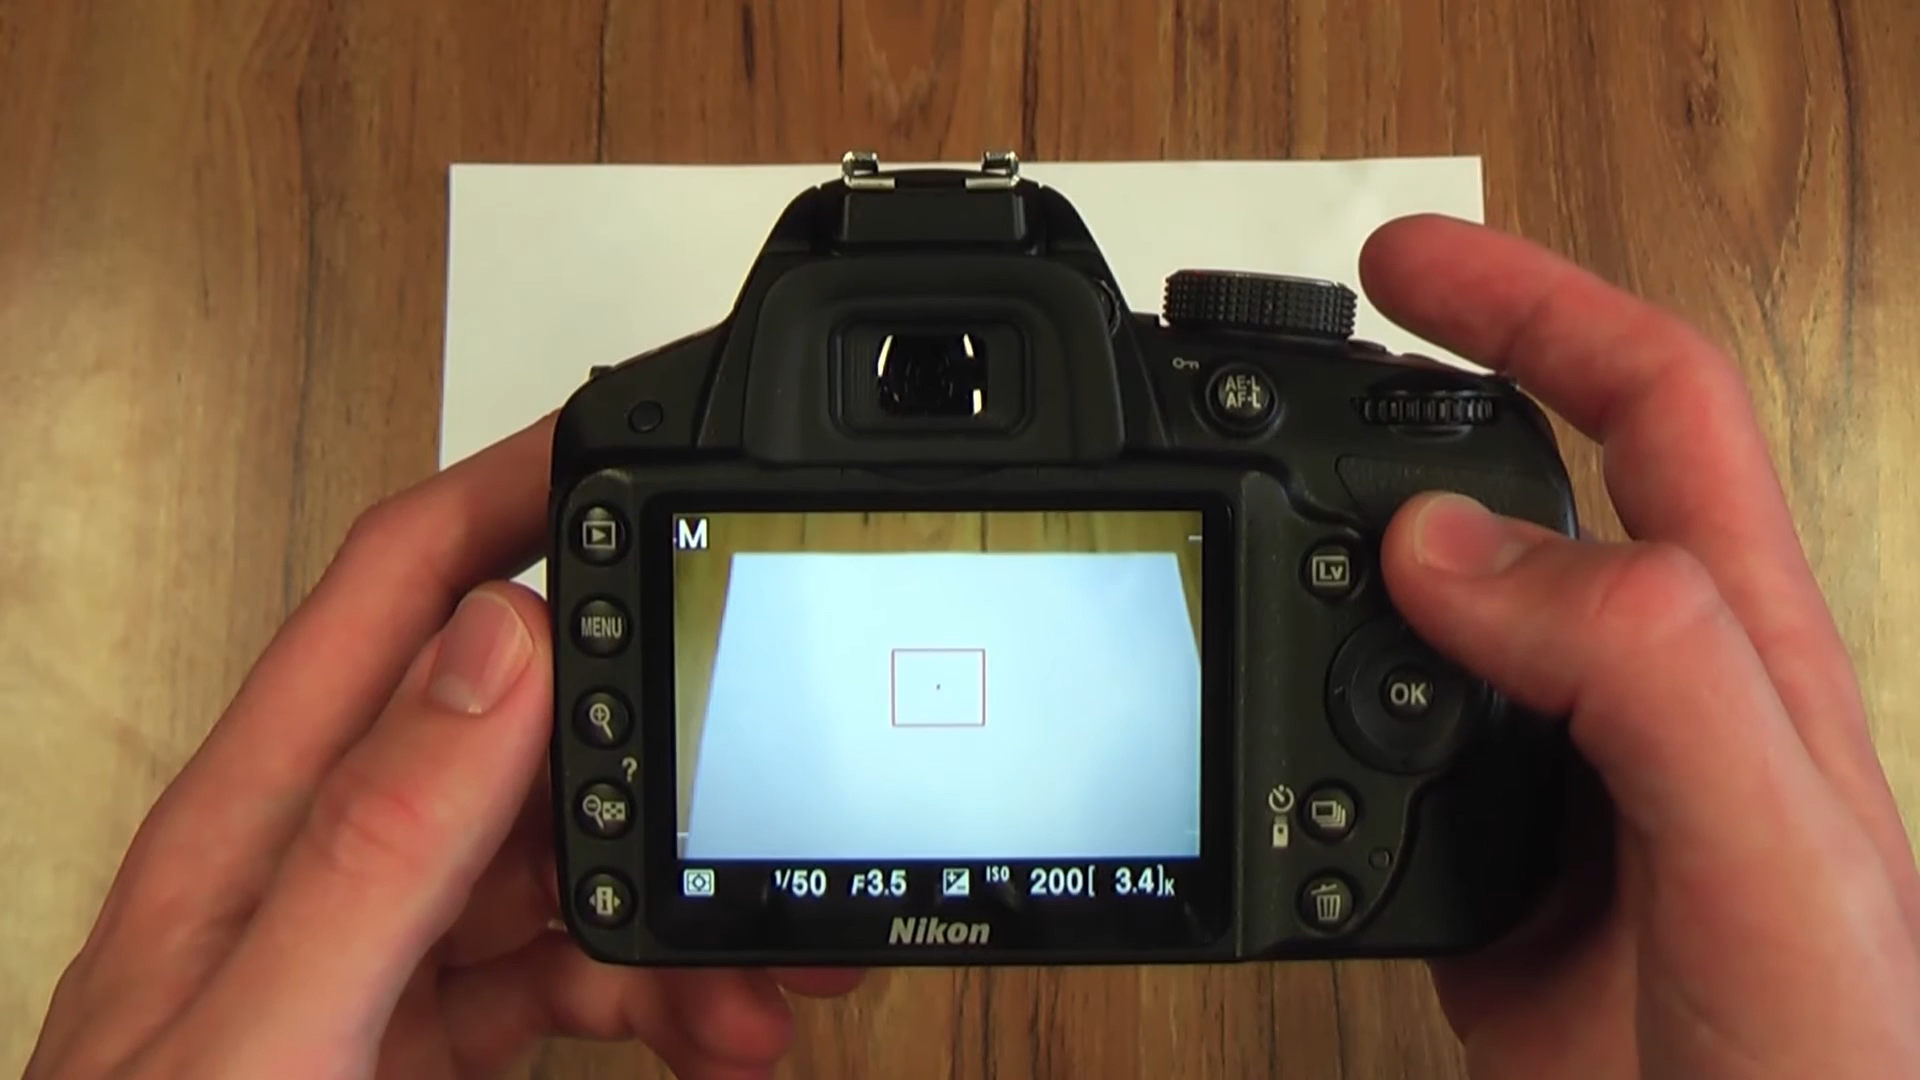 AE-L
AF-L
M
Lv
MENU
OK
?
1/50 F3.5 ISO 200[ 3.4]K
Nikon